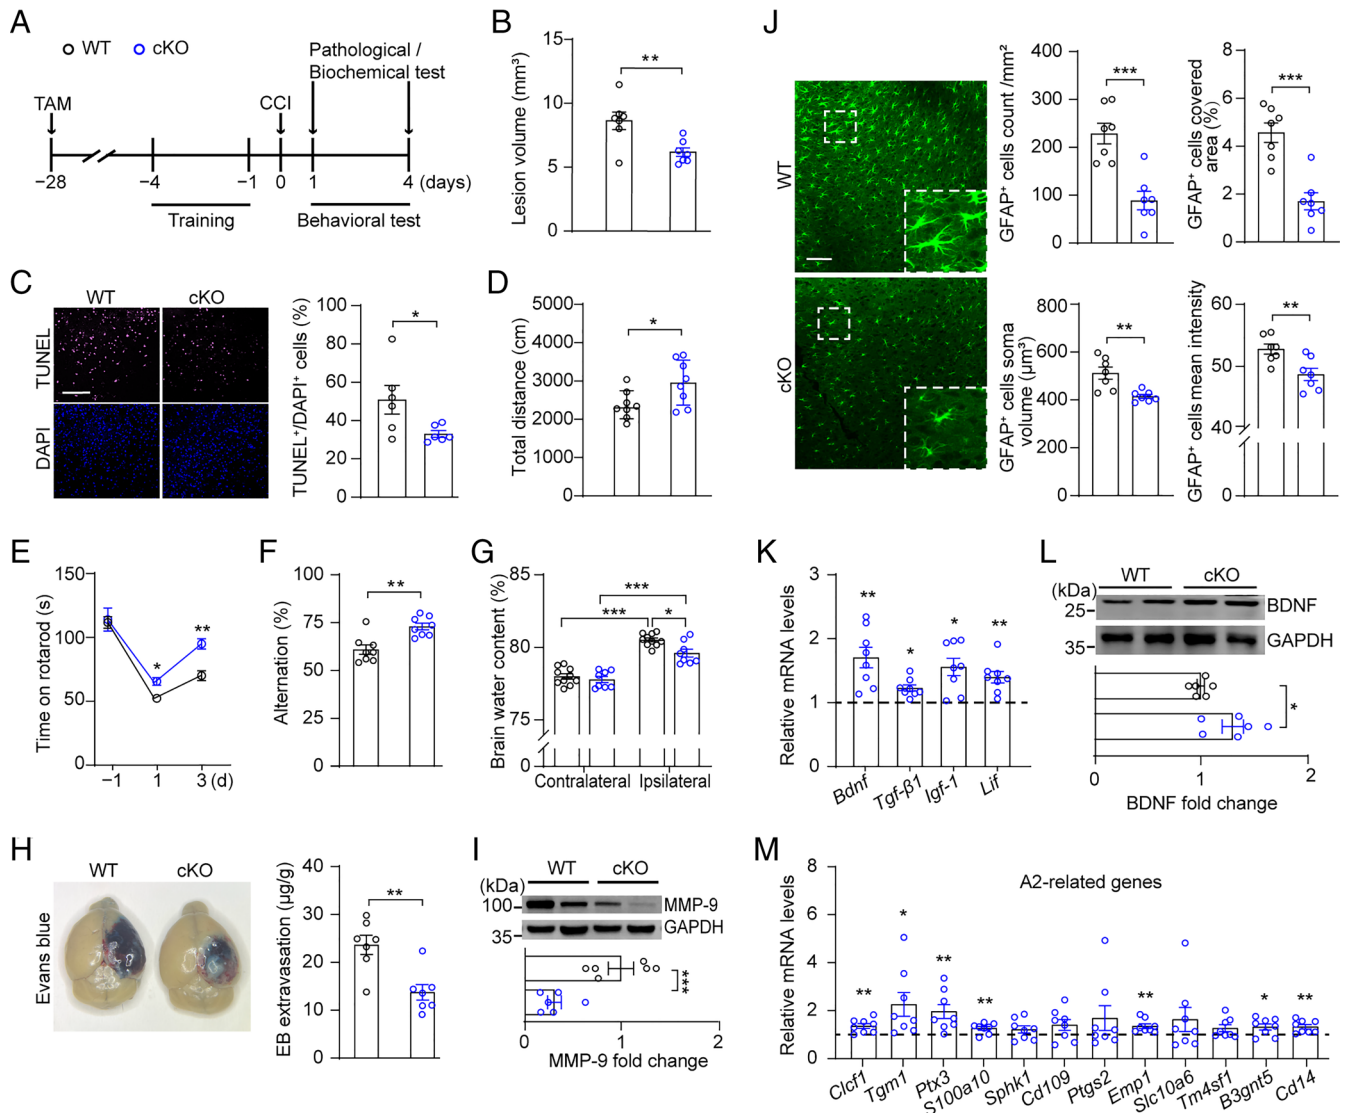 A
WT
cKO
Pathological /
Biochemical test
TAM
CCI
−28
−4
−1
0
1
4
(days)
Training
Behavioral test
B
Lesion volume (mm³)
15
10
5
0
**
C
WT
cKO
TUNEL
DAPI
TUNEL⁺/DAPI⁺ cells (%)
100
80
60
40
20
0
*
D
Total distance (cm)
5000
4000
3000
2000
1000
0
*
J
WT
cKO
GFAP⁺ cells count /mm²
400
300
200
100
0
***
GFAP⁺ cells covered
area (%)
8
6
4
2
0
***
GFAP⁺ cells soma
volume (μm³)
800
600
400
200
0
**
GFAP⁺ cells mean intensity
60
50
40
0
**
E
Time on rotarod (s)
150
100
50
0
*
**
−1
1
3 (d)
F
Alternation (%)
100
75
50
25
0
**
G
Brain water content (%)
85
80
75
0
***
***
*
Contralateral
Ipsilateral
K
Relative mRNA levels
3
2
1
0
**
*
*
**
Bdnf
Tgf-β1
Igf-1
Lif
L
WT
cKO
(kDa)
25
BDNF
35
GAPDH
*
0
1
2
BDNF fold change
H
WT
cKO
Evans blue
EB extravasation (μg/g)
40
30
20
10
0
**
I
WT
cKO
(kDa)
100
MMP-9
GAPDH
35
***
0
1
2
MMP-9 fold change
M
A2-related genes
Relative mRNA levels
8
6
4
2
1
0
**
*
**
**
**
*
**
Clcf1
Tgm1
Ptx3
S100a10
Sphk1
Cd109
Ptgs2
Emp1
Slc10a6
Tm4sf1
B3gnt5
Cd14